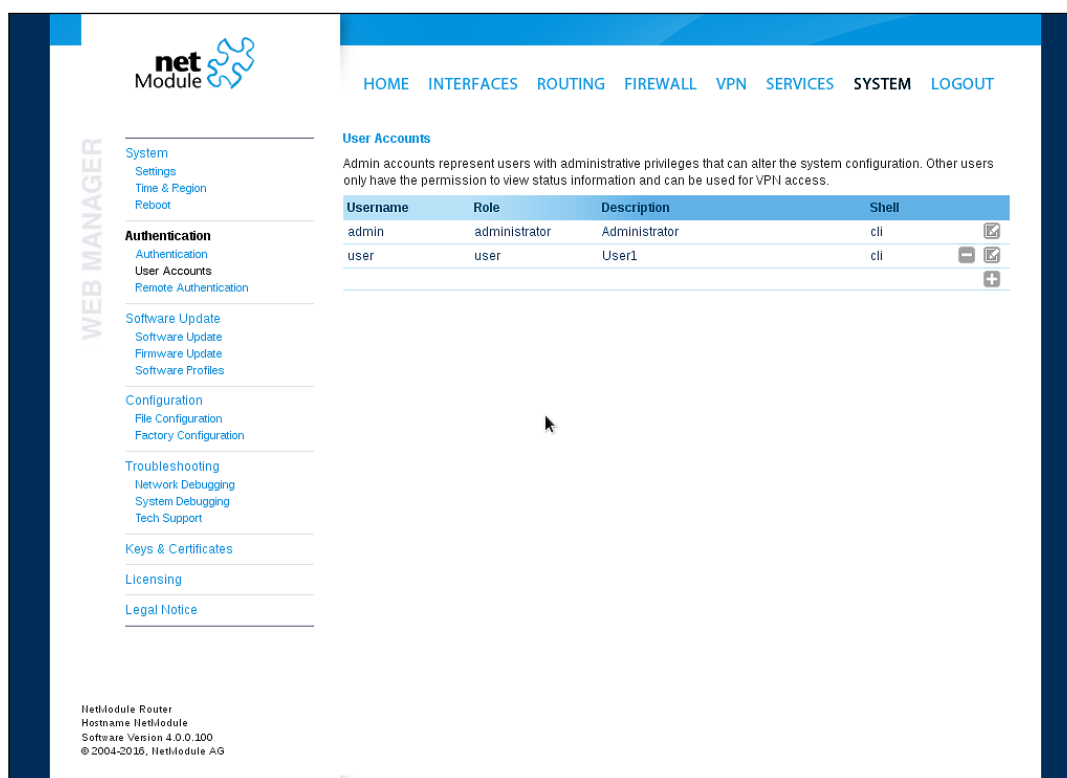 net
Module
HOME INTERFACES ROUTING FIREWALL VPN SERVICES SYSTEM LOGOUT
WEB MANAGER
System
Settings
Time & Region
Reboot
Authentication
Authentication
User Accounts
Remote Authentication
Software Update
Software Update
Firmware Update
Software Profiles
Configuration
File Configuration
Factory Configuration
Troubleshooting
Network Debugging
System Debugging
Tech Support
Keys & Certificates
Licensing
Legal Notice
User Accounts
Admin accounts represent users with administrative privileges that can alter the system configuration. Other users
only have the permission to view status information and can be used for VPN access.
Username Role Description Shell
admin administrator Administrator cli
user user User1 cli
NetModule Router
Hostname NetModule
Software Version 4.0.0.100
© 2004-2016, NetModule AG